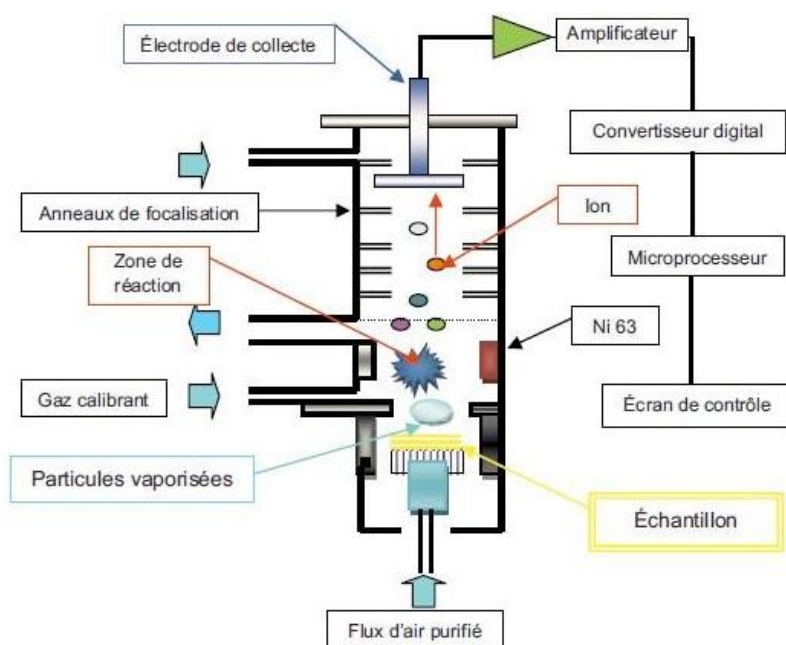 Électrode de collecte
Amplificateur
Convertisseur digital
Anneaux de focalisation
Ion
Zone de
réaction
Microprocesseur
Ni 63
Gaz calibrant
Écran de contrôle
Particules vaporisées
Échantillon
Flux d'air purifié